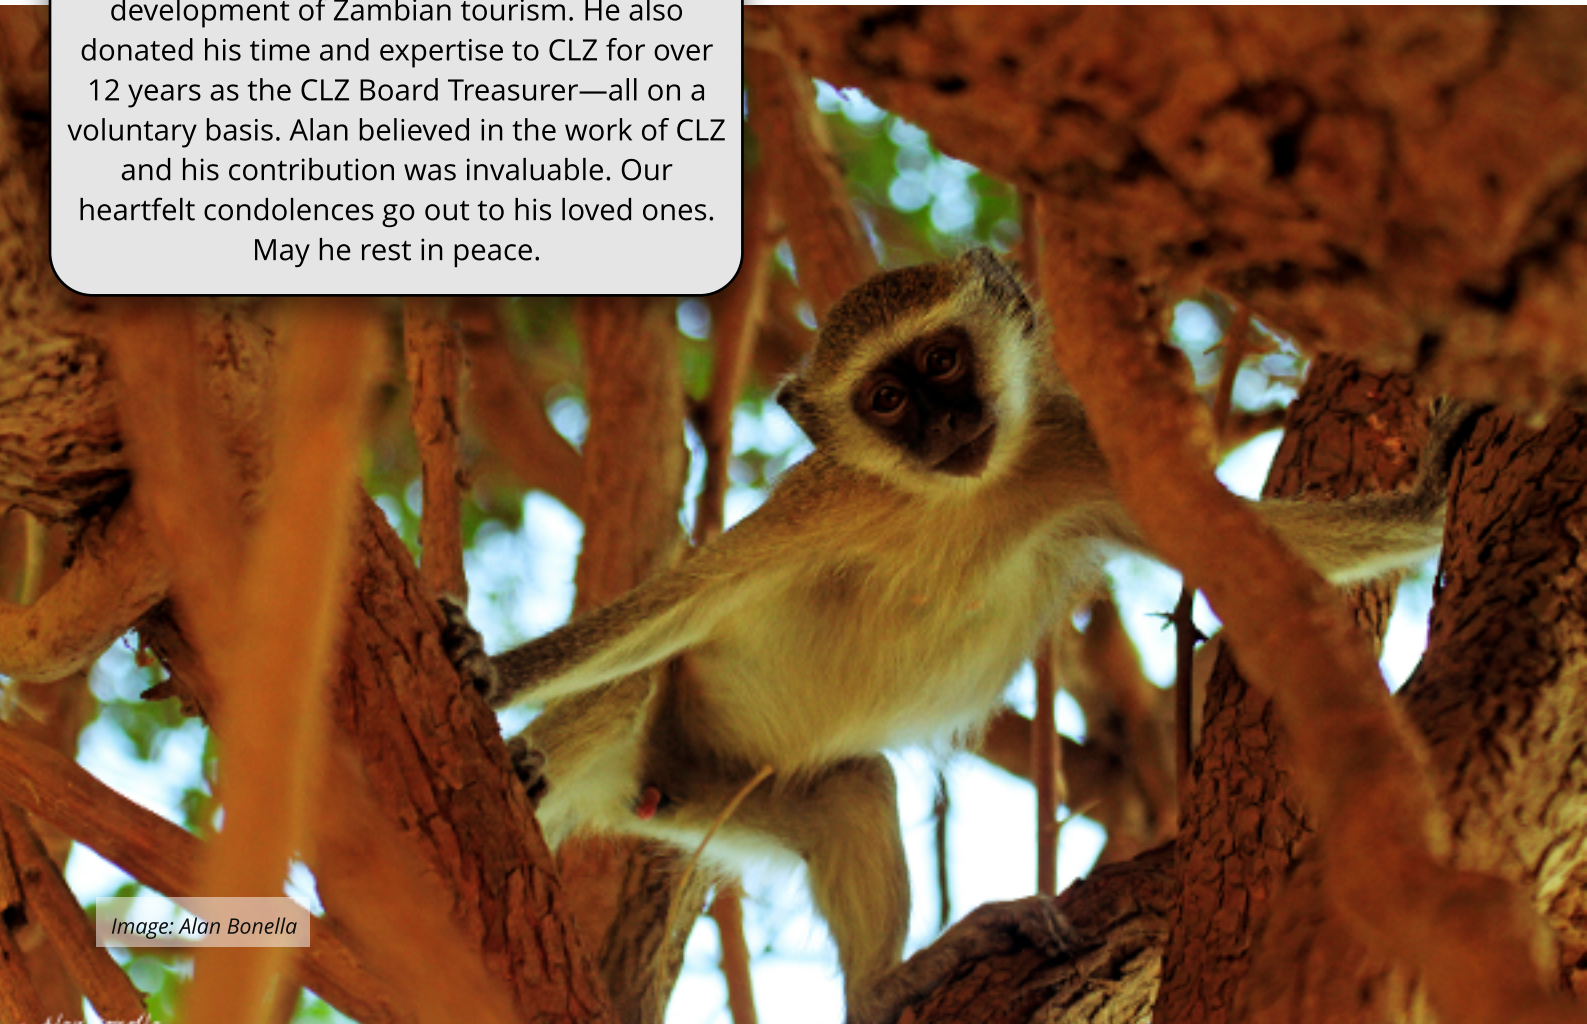 development of Zambian tourism. He also
donated his time and expertise to CLZ for over
12 years as the CLZ Board Treasurer—all on a
voluntary basis. Alan believed in the work of CLZ
and his contribution was invaluable. Our
heartfelt condolences go out to his loved ones.
May he rest in peace.
Image: Alan Bonella